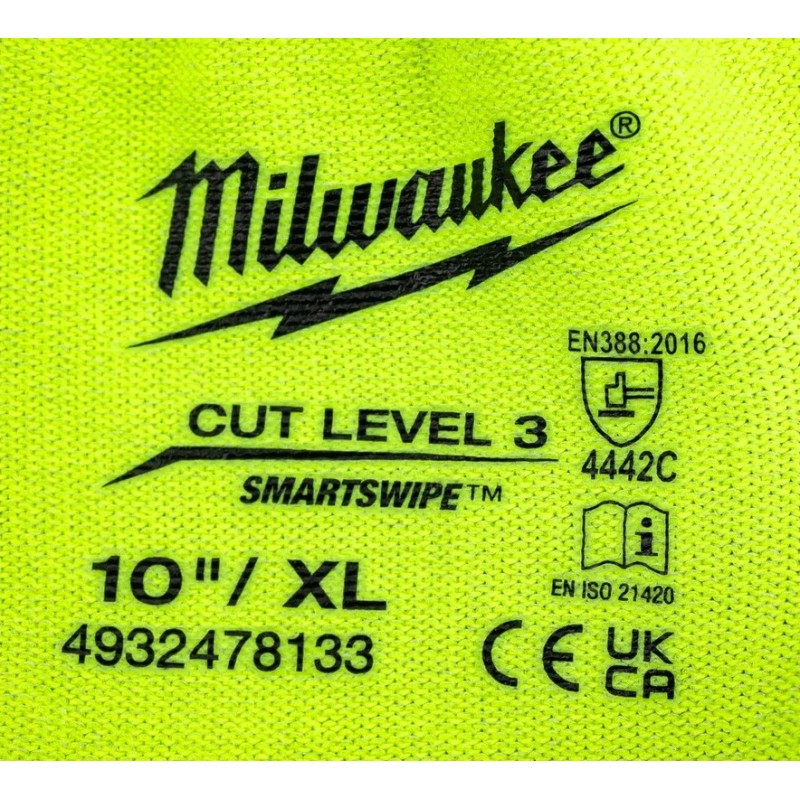 Milwaukee®
EN388:2016
CUT LEVEL 3
4442C
SMARTSWIPE™
i
10"/ XL
EN ISO 21420
4932478133
CE UK
CA